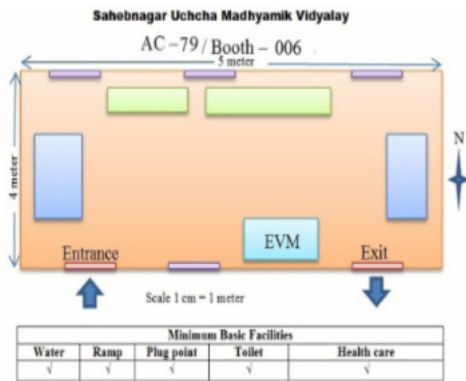 Sahebnagar Uchcha Madhyamik Vidyalay
AC-79/Booth-006
5 meter
4 meter
N
EVM
Entrance
Exit
Scale 1 cm = 1 meter
Minimum Basic Facilities
Water Ramp Plug point Toilet Health care
√ √ √ √ √